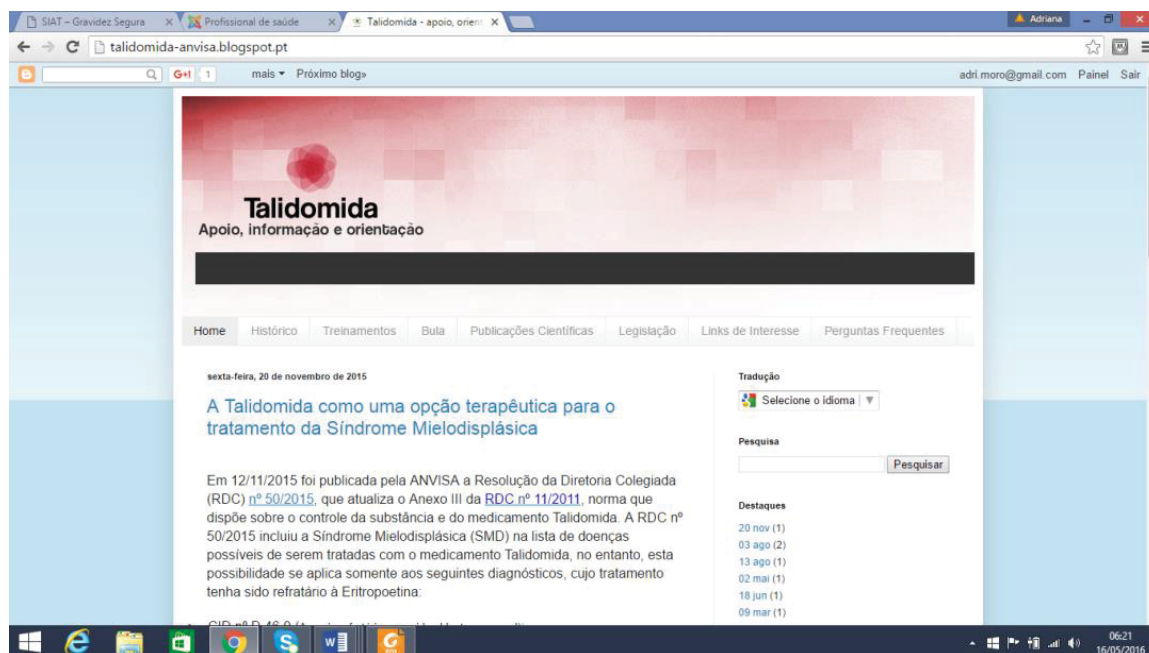 SIAT – Gravidez Segura
Profissional de saúde
Talidomida - apoio, orien
Adriana
talidomida-anvisa.blogspot.pt
G+1 1 mais Próximo blog»
adri.moro@gmail.com Painel Sair
Talidomida
Apoio, informação e orientação
Home Histórico Treinamentos Bula Publicações Científicas Legislação Links de Interesse Perguntas Frequentes
sexta-feira, 20 de novembro de 2015
A Talidomida como uma opção terapêutica para o
tratamento da Síndrome Mielodisplásica
Em 12/11/2015 foi publicada pela ANVISA a Resolução da Diretoria Colegiada
(RDC) nº 50/2015, que atualiza o Anexo III da RDC nº 11/2011, norma que
dispõe sobre o controle da substância e do medicamento Talidomida. A RDC nº
50/2015 incluiu a Síndrome Mielodisplásica (SMD) na lista de doenças
possíveis de serem tratadas com o medicamento Talidomida, no entanto, esta
possibilidade se aplica somente aos seguintes diagnósticos, cujo tratamento
tenha sido refratário à Eritropoetina:
Tradução
Selecione o idioma
Pesquisa
Pesquisar
Destaques
20 nov (1)
03 ago (2)
13 ago (1)
02 mai (1)
18 jun (1)
09 mar (1)
06:21
16/05/2016